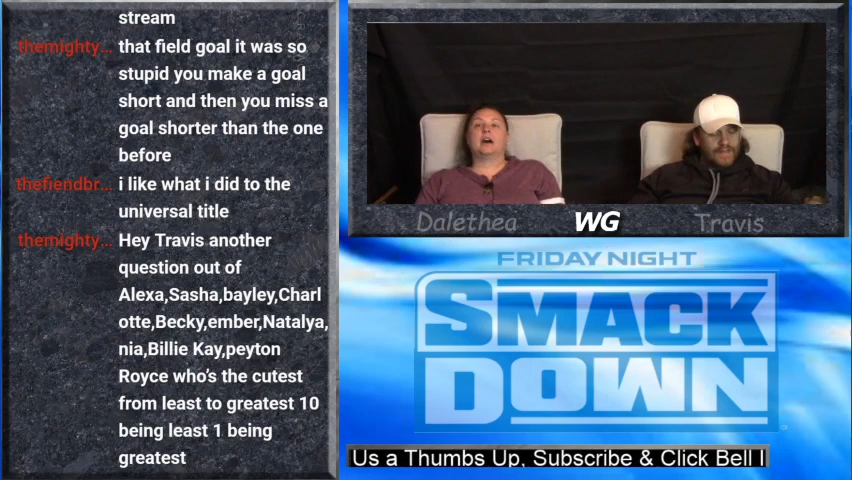 stream
themighty... that field goal it was so
stupid you make a goal
short and then you miss a
goal shorter than the one
before
thefiendbr... i like what i did to the
universal title
themighty... Hey Travis another
question out of
Alexa,Sasha,bayley,Charl
otte,Becky,ember,Natalya,
nia,Billie Kay,peyton
Royce who's the cutest
from least to greatest 10
being least 1 being
greatest
Dalethea WG Travis
FRIDAY NIGHT
SMACK
DOWN
Us a Thumbs Up, Subscribe & Click Bell I